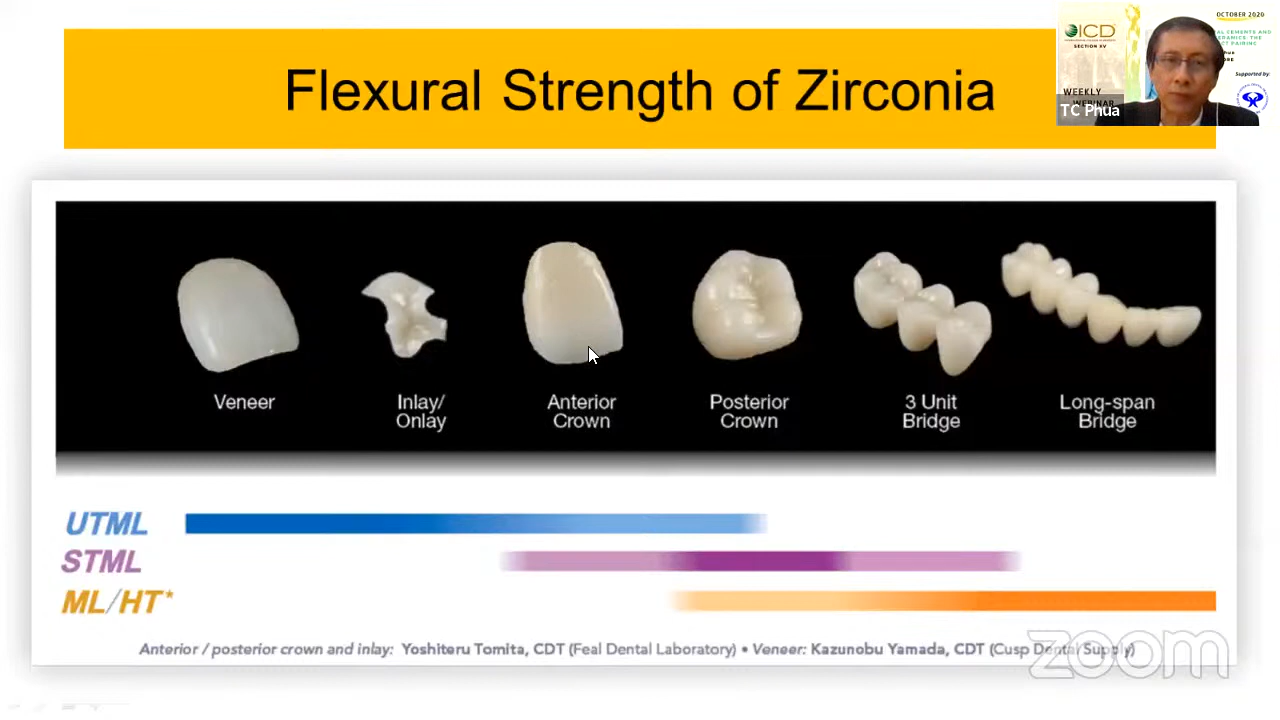 Flexural Strength of Zirconia
OCTOBER 2020
ICD
SECTION XV
WEEKLY
WEBINAR
Supported by:
TC Phua
Veneer
Inlay/
Onlay
Anterior
Crown
Posterior
Crown
3 Unit
Bridge
Long-span
Bridge
UTML
STML
ML/HT*
Anterior / posterior crown and inlay: Yoshiteru Tomita, CDT (Feal Dental Laboratory) • Veneer: Kazunobu Yamada, CDT (Cusp Dental Supply)
zoom